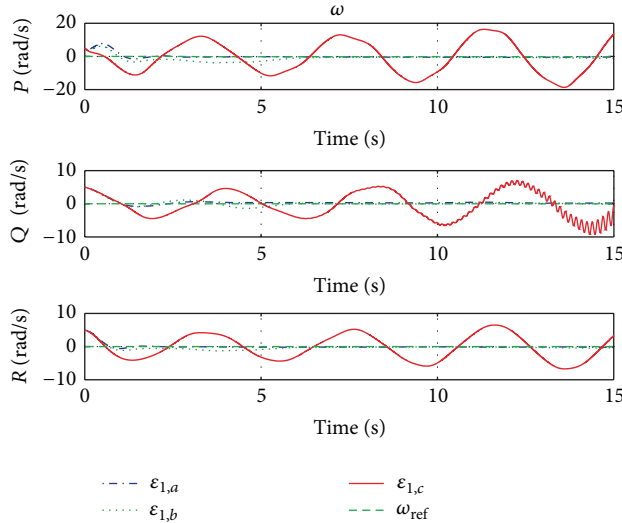 ω
P (rad/s)
20
0
−20
0 5 10 15
Time (s)
Q (rad/s)
10
0
−10
0 5 10 15
Time (s)
R (rad/s)
10
0
−10
0 5 10 15
Time (s)
ε1,a ε1,c
ε1,b ωref